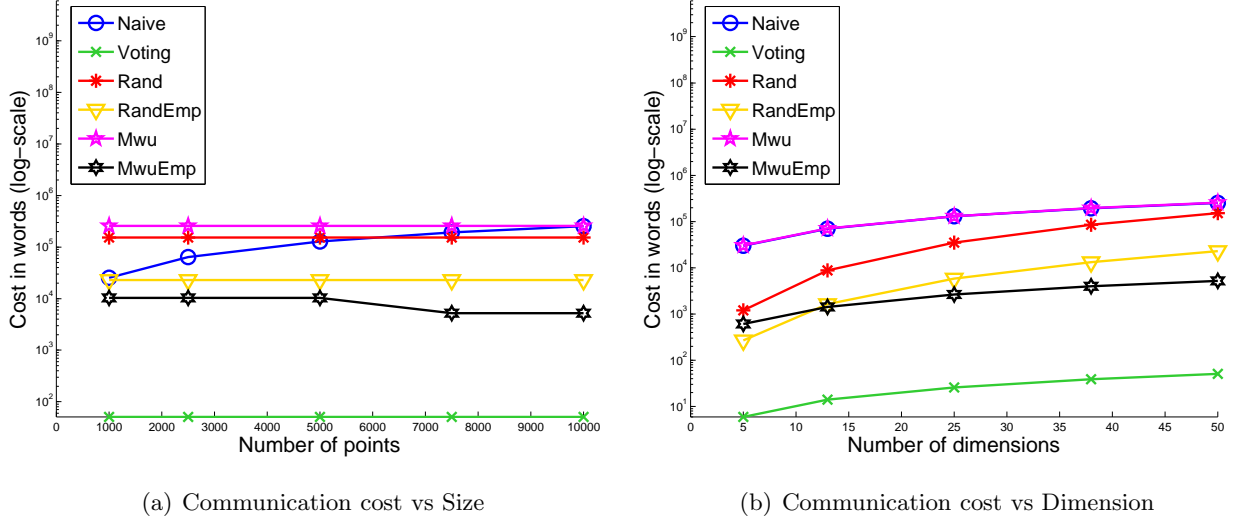 Naive
Voting
Rand
RandEmp
Mwu
MwuEmp
Cost in words (log−scale)
10^9
10^8
10^7
10^6
10^5
10^4
10^3
10^2
0 1000 2000 3000 4000 5000 6000 7000 8000 9000 10000
Number of points
(a) Communication cost vs Size
Naive
Voting
Rand
RandEmp
Mwu
MwuEmp
Cost in words (log−scale)
10^9
10^8
10^7
10^6
10^5
10^4
10^3
10^2
10^1
0 5 10 15 20 25 30 35 40 45 50
Number of dimensions
(b) Communication cost vs Dimension